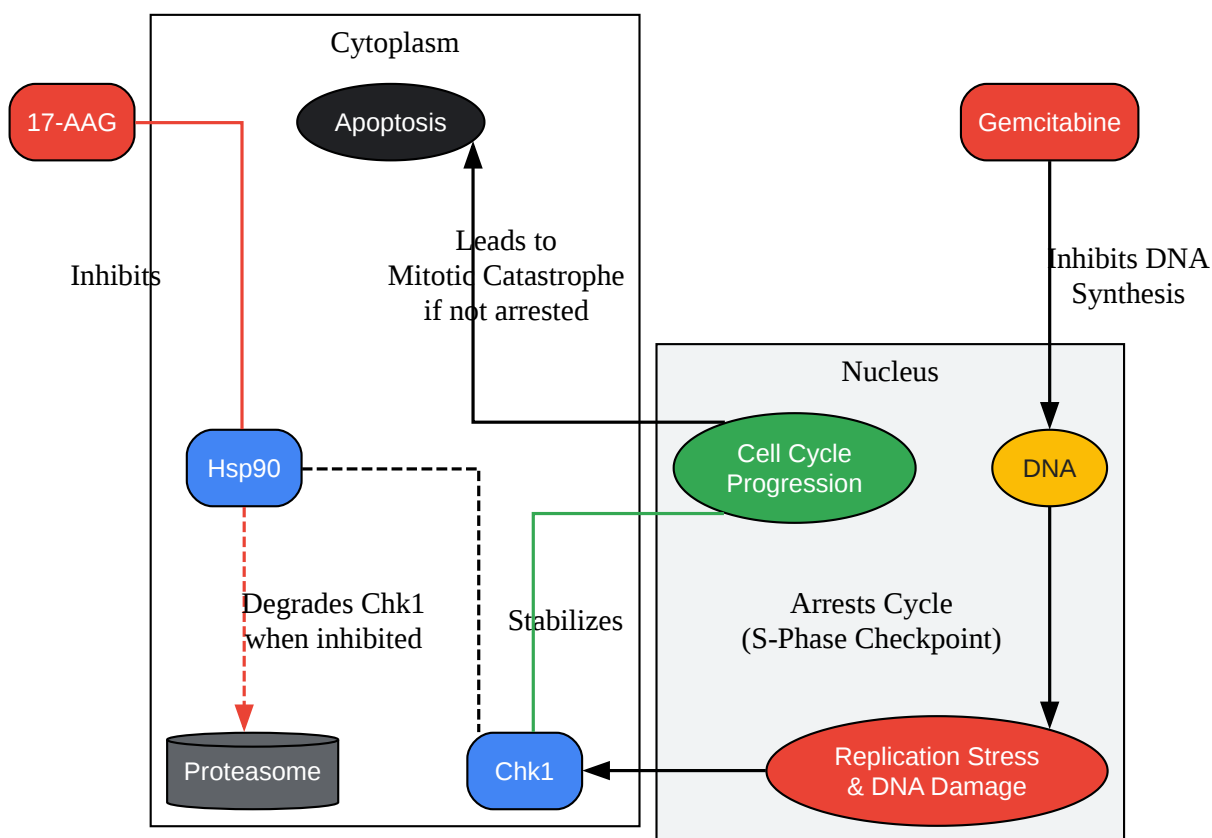 Cytoplasm
17-AAG
Apoptosis
Gemcitabine
Inhibits
Leads to
Mitotic Catastrophe
if not arrested
Inhibits DNA
Synthesis
Nucleus
Hsp90
Cell Cycle
Progression
DNA
Degrades Chk1
when inhibited
Stabilizes
Arrests Cycle
(S-Phase Checkpoint)
Proteasome
Chk1
Replication Stress
& DNA Damage